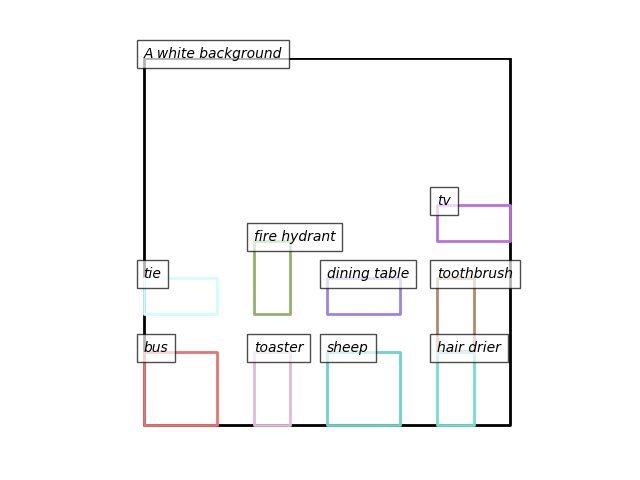 A white background
tv
fire hydrant
tie
dining table
toothbrush
bus
toaster
sheep
hair drier